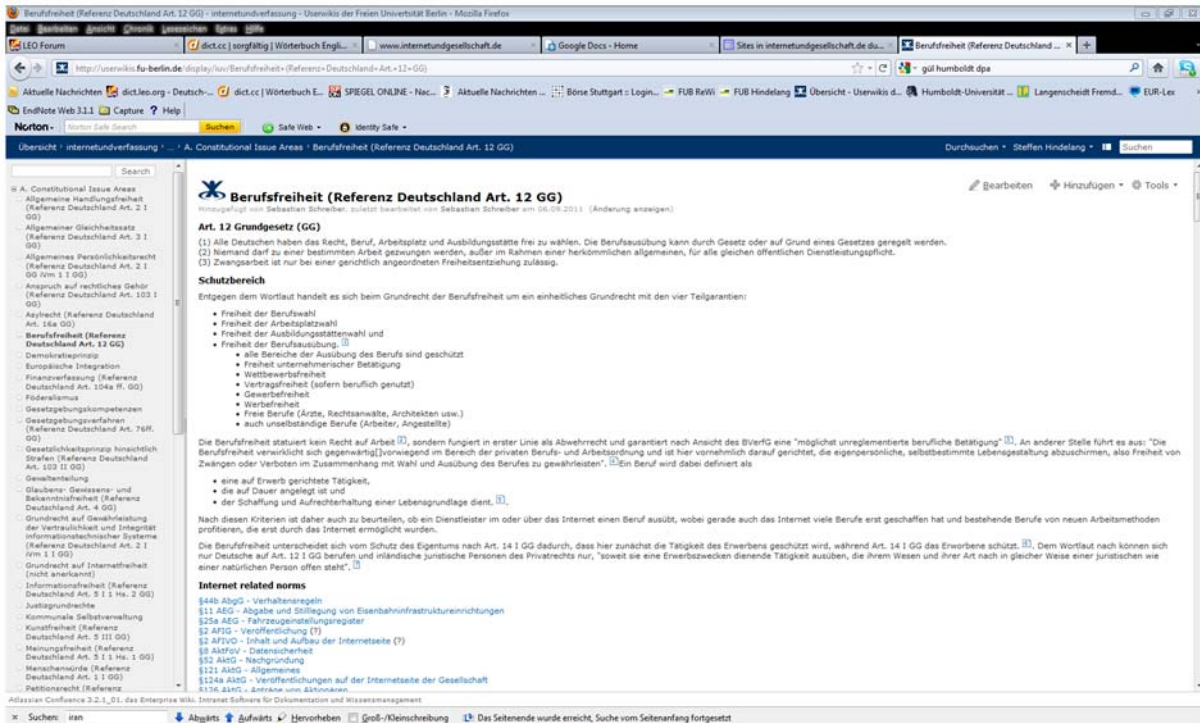 Berufsfreiheit (Referenz Deutschland Art. 12 GG) - internetundverfassung - Userwikis der Freien Universität Berlin - Mozilla Firefox
Datei Bearbeiten Ansicht Chronik Lesezeichen Extras Hilfe
LEO Forum
dict.cc | sorgfältig | Wörterbuch Engli...
www.internetundgesellschaft.de
Google Docs - Home
Sites in internetundgesellschaft.de du...
Berufsfreiheit (Referenz Deutschland ...
http://userwikis.fu-berlin.de/display/iuv/Berufsfreiheit+(Referenz+Deutschland+Art.+12+GG)
gül humboldt dpa
Aktuelle Nachrichten
dict.leo.org - Deutsch-...
dict.cc | Wörterbuch E...
SPIEGEL ONLINE - Nac...
Aktuelle Nachrichten ...
Börse Stuttgart :: Login...
FUB ReWi
FUB Hindelang
Übersicht - Userwikis d...
Humboldt-Universität ...
Langenscheidt Fremd...
EUR-Lex
EndNote Web 3.1.1 Capture ? Help
Norton Norton Safe Search Suchen Safe Web Identity Safe
Übersicht › internetundverfassung › ... › A. Constitutional Issue Areas › Berufsfreiheit (Referenz Deutschland Art. 12 GG)
Durchsuchen Steffen Hindelang Suchen
Search
A. Constitutional Issue Areas
Allgemeine Handlungsfreiheit
(Referenz Deutschland Art. 2 I
GG)
Allgemeiner Gleichheitssatz
(Referenz Deutschland Art. 3 I
GG)
Allgemeines Persönlichkeitsrecht
(Referenz Deutschland Art. 2 I
GG iVm 1 I GG)
Anspruch auf rechtliches Gehör
(Referenz Deutschland Art. 103 I
GG)
Asylrecht (Referenz Deutschland
Art. 16a GG)
Berufsfreiheit (Referenz
Deutschland Art. 12 GG)
Demokratieprinzip
Europäische Integration
Finanzverfassung (Referenz
Deutschland Art. 104a ff. GG)
Föderalismus
Gesetzgebungskompetenzen
Gesetzgebungsverfahren
(Referenz Deutschland Art. 76ff.
GG)
Gesetzlichkeitsprinzip hinsichtlich
Strafen (Referenz Deutschland
Art. 103 II GG)
Gewaltenteilung
Glaubens- Gewissens- und
Bekenntnisfreiheit (Referenz
Deutschland Art. 4 GG)
Grundrecht auf Gewährleistung
der Vertraulichkeit und Integrität
informationstechnischer Systeme
(Referenz Deutschland Art. 2 I
iVm 1 I GG)
Grundrecht auf Internetfreiheit
(nicht anerkannt)
Informationsfreiheit (Referenz
Deutschland Art. 5 I 1 Hs. 2 GG)
Justizgrundrechte
Kommunale Selbstverwaltung
Kunstfreiheit (Referenz
Deutschland Art. 5 III GG)
Meinungsfreiheit (Referenz
Deutschland Art. 5 I 1 Hs. 1 GG)
Menschenwürde (Referenz
Deutschland Art. 1 I GG)
Petitionsrecht (Referenz
Bearbeiten Hinzufügen Tools
Berufsfreiheit (Referenz Deutschland Art. 12 GG)
Hinzugefügt von Sebastian Schreiber, zuletzt bearbeitet von Sebastian Schreiber am 06.09.2011 (Änderung anzeigen)
Art. 12 Grundgesetz (GG)
(1) Alle Deutschen haben das Recht, Beruf, Arbeitsplatz und Ausbildungsstätte frei zu wählen. Die Berufsausübung kann durch Gesetz oder auf Grund eines Gesetzes geregelt werden.
(2) Niemand darf zu einer bestimmten Arbeit gezwungen werden, außer im Rahmen einer herkömmlichen allgemeinen, für alle gleichen öffentlichen Dienstleistungspflicht.
(3) Zwangsarbeit ist nur bei einer gerichtlich angeordneten Freiheitsentziehung zulässig.
Schutzbereich
Entgegen dem Wortlaut handelt es sich beim Grundrecht der Berufsfreiheit um ein einheitliches Grundrecht mit den vier Teilgarantien:
• Freiheit der Berufswahl
• Freiheit der Arbeitsplatzwahl
• Freiheit der Ausbildungsstättenwahl und
• Freiheit der Berufsausübung. [1]
• alle Bereiche der Ausübung des Berufs sind geschützt
• Freiheit unternehmerischer Betätigung
• Wettbewerbsfreiheit
• Vertragsfreiheit (sofern beruflich genutzt)
• Gewerbefreiheit
• Werbefreiheit
• Freie Berufe (Ärzte, Rechtsanwälte, Architekten usw.)
• auch unselbständige Berufe (Arbeiter, Angestellte)
Die Berufsfreiheit statuiert kein Recht auf Arbeit [2], sondern fungiert in erster Linie als Abwehrrecht und garantiert nach Ansicht des BVerfG eine "möglichst unreglementierte berufliche Betätigung" [3]. An anderer Stelle führt es aus: "Die
Berufsfreiheit verwirklicht sich gegenwärtig[]vorwiegend im Bereich der privaten Berufs- und Arbeitsordnung und ist hier vornehmlich darauf gerichtet, die eigenpersönliche, selbstbestimmte Lebensgestaltung abzuschirmen, also Freiheit von
Zwängen oder Verboten im Zusammenhang mit Wahl und Ausübung des Berufes zu gewährleisten". [4]Ein Beruf wird dabei definiert als
• eine auf Erwerb gerichtete Tätigkeit,
• die auf Dauer angelegt ist und
• der Schaffung und Aufrechterhaltung einer Lebensgrundlage dient. [5].
Nach diesen Kriterien ist daher auch zu beurteilen, ob ein Dienstleister im oder über das Internet einen Beruf ausübt, wobei gerade auch das Internet viele Berufe erst geschaffen hat und bestehende Berufe von neuen Arbeitsmethoden
profitieren, die erst durch das Internet ermöglicht wurden.
Die Berufsfreiheit unterscheidet sich vom Schutz des Eigentums nach Art. 14 I GG dadurch, dass hier zunächst die Tätigkeit des Erwerbens geschützt wird, während Art. 14 I GG das Erworbene schützt. [6]. Dem Wortlaut nach können sich
nur Deutsche auf Art. 12 I GG berufen und inländische juristische Personen des Privatrechts nur, "soweit sie eine Erwerbszwecken dienende Tätigkeit ausüben, die ihrem Wesen und ihrer Art nach in gleicher Weise einer juristischen wie
einer natürlichen Person offen steht". [7]
Internet related norms
§44b AbgG - Verhaltensregeln
§11 AEG - Abgabe und Stilllegung von Eisenbahninfrastruktureinrichtungen
§25a AEG - Fahrzeugeinstellungsregister
§2 AFIG - Veröffentlichung (?)
§2 AFIVO - Inhalt und Aufbau der Internetseite (?)
§8 AktFoV - Datensicherheit
§52 AktG - Nachgründung
§121 AktG - Allgemeines
§124a AktG - Veröffentlichungen auf der Internetseite der Gesellschaft
§126 AktG - Anträge von Aktionären
Atlassian Confluence 3.2.1_01, das Enterprise Wiki. Intranet Software für Dokumentation und Wissensmanagement
× Suchen: iran Abwärts Aufwärts Hervorheben Groß-/Kleinschreibung Das Seitenende wurde erreicht, Suche vom Seitenanfang fortgesetzt